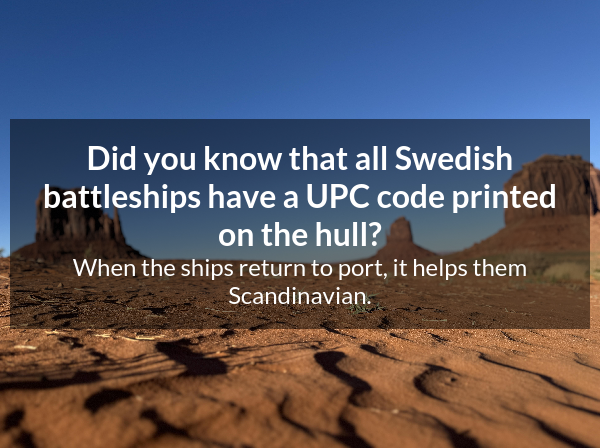 Did you know that all Swedish
battleships have a UPC code printed
on the hull?
When the ships return to port, it helps them
Scandinavian.